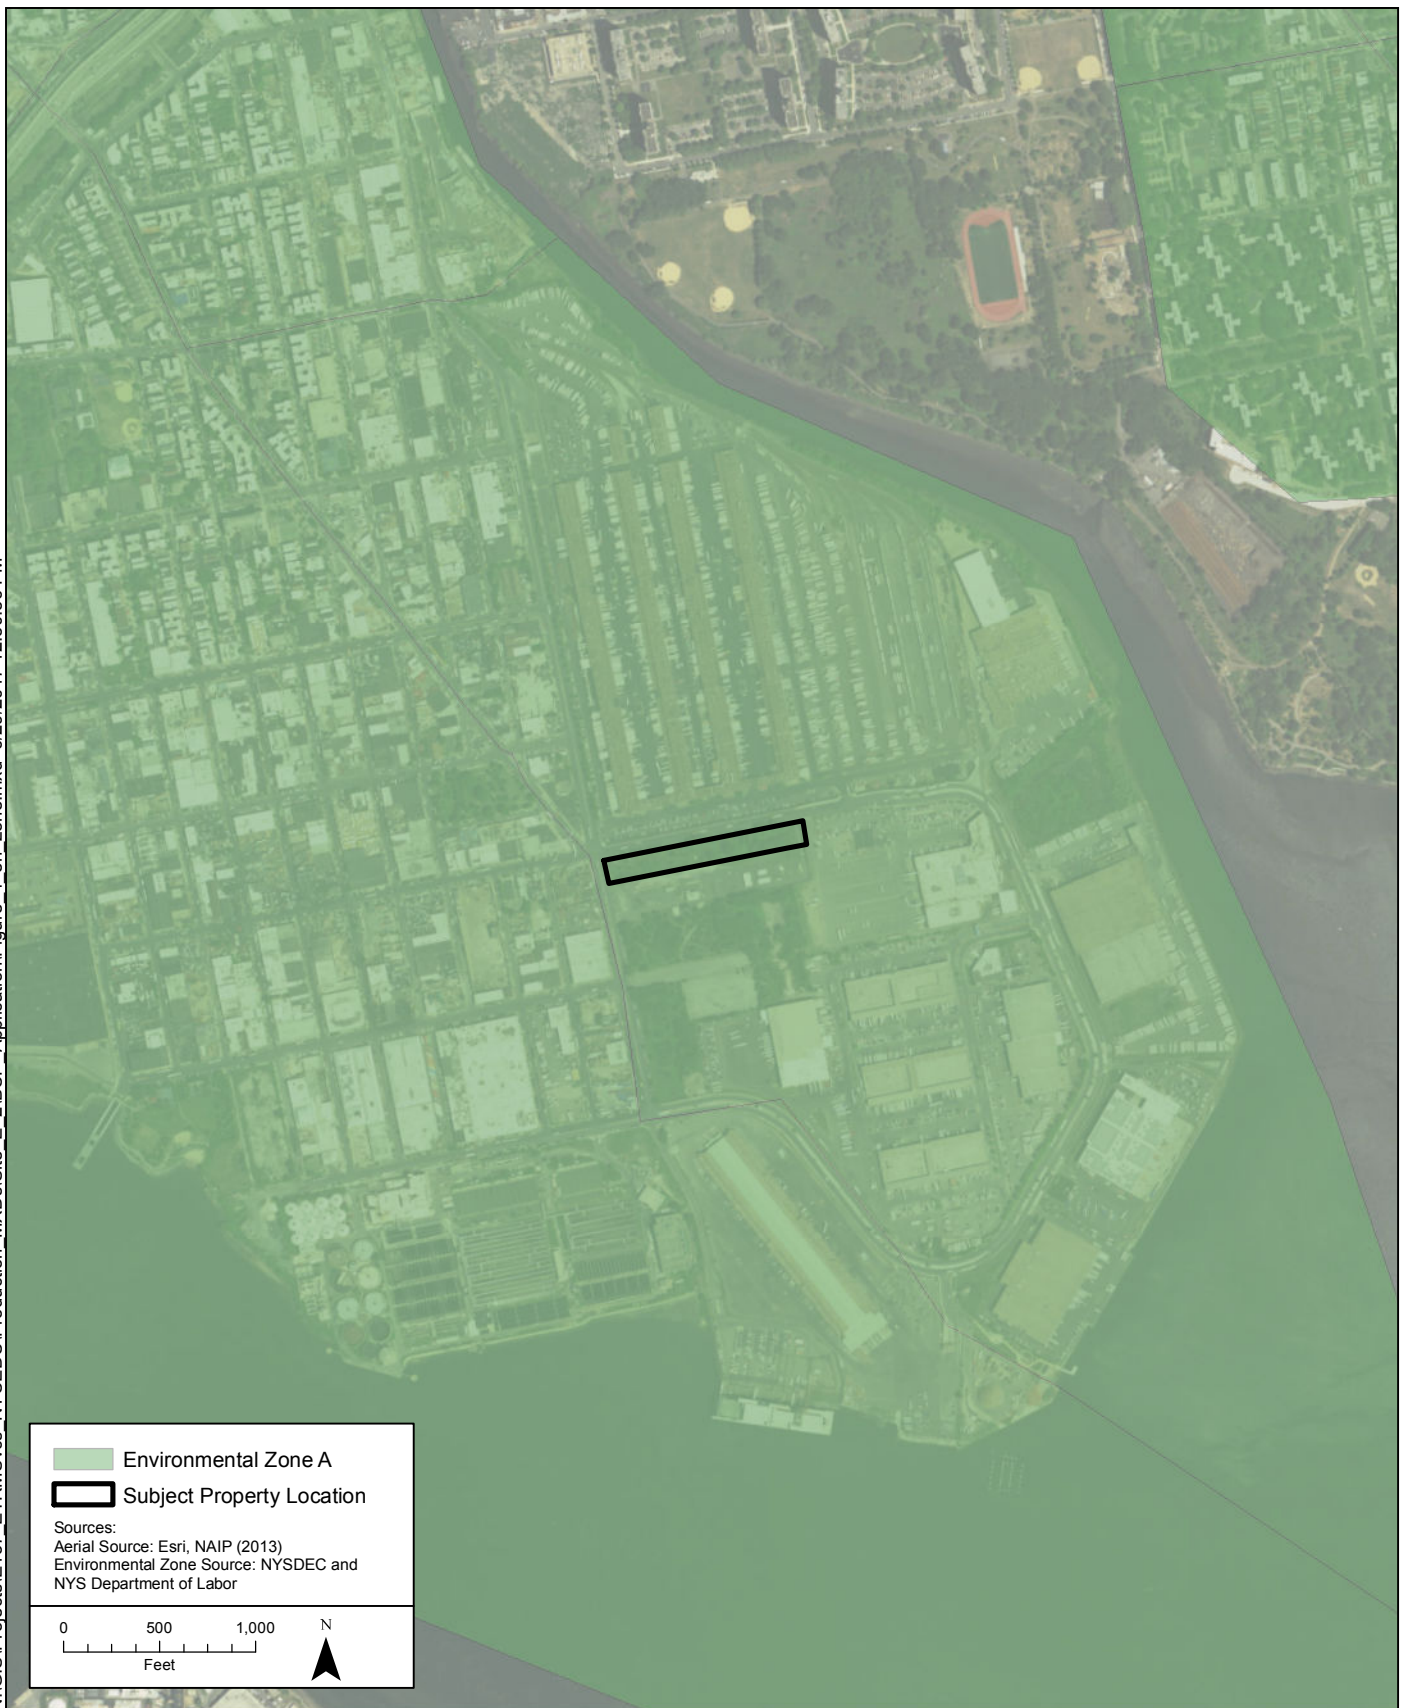 Environmental Zone A
Subject Property Location
Sources:
Aerial Source: Esri, NAIP (2013)
Environmental Zone Source: NYSDEC and
NYS Department of Labor
0 500 1,000
Feet
N